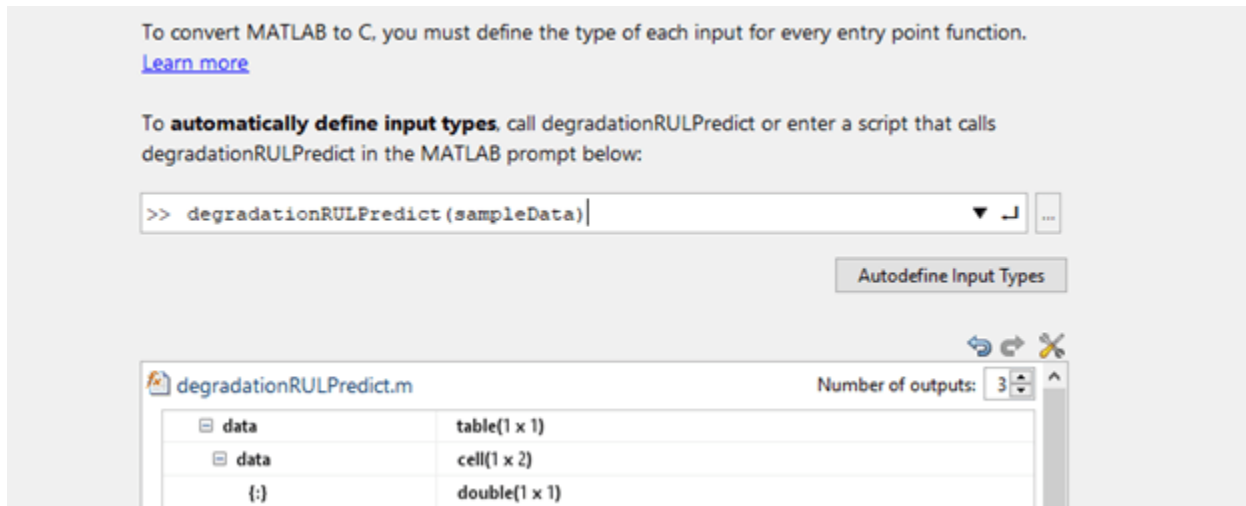 To convert MATLAB to C, you must define the type of each input for every entry point function.
Learn more
To automatically define input types, call degradationRULPredict or enter a script that calls
degradationRULPredict in the MATLAB prompt below:
>> degradationRULPredict(sampleData)
...
Autodefine Input Types
degradationRULPredict.m Number of outputs: 3
data table(1 x 1)
data cell(1 x 2)
{:} double(1 x 1)